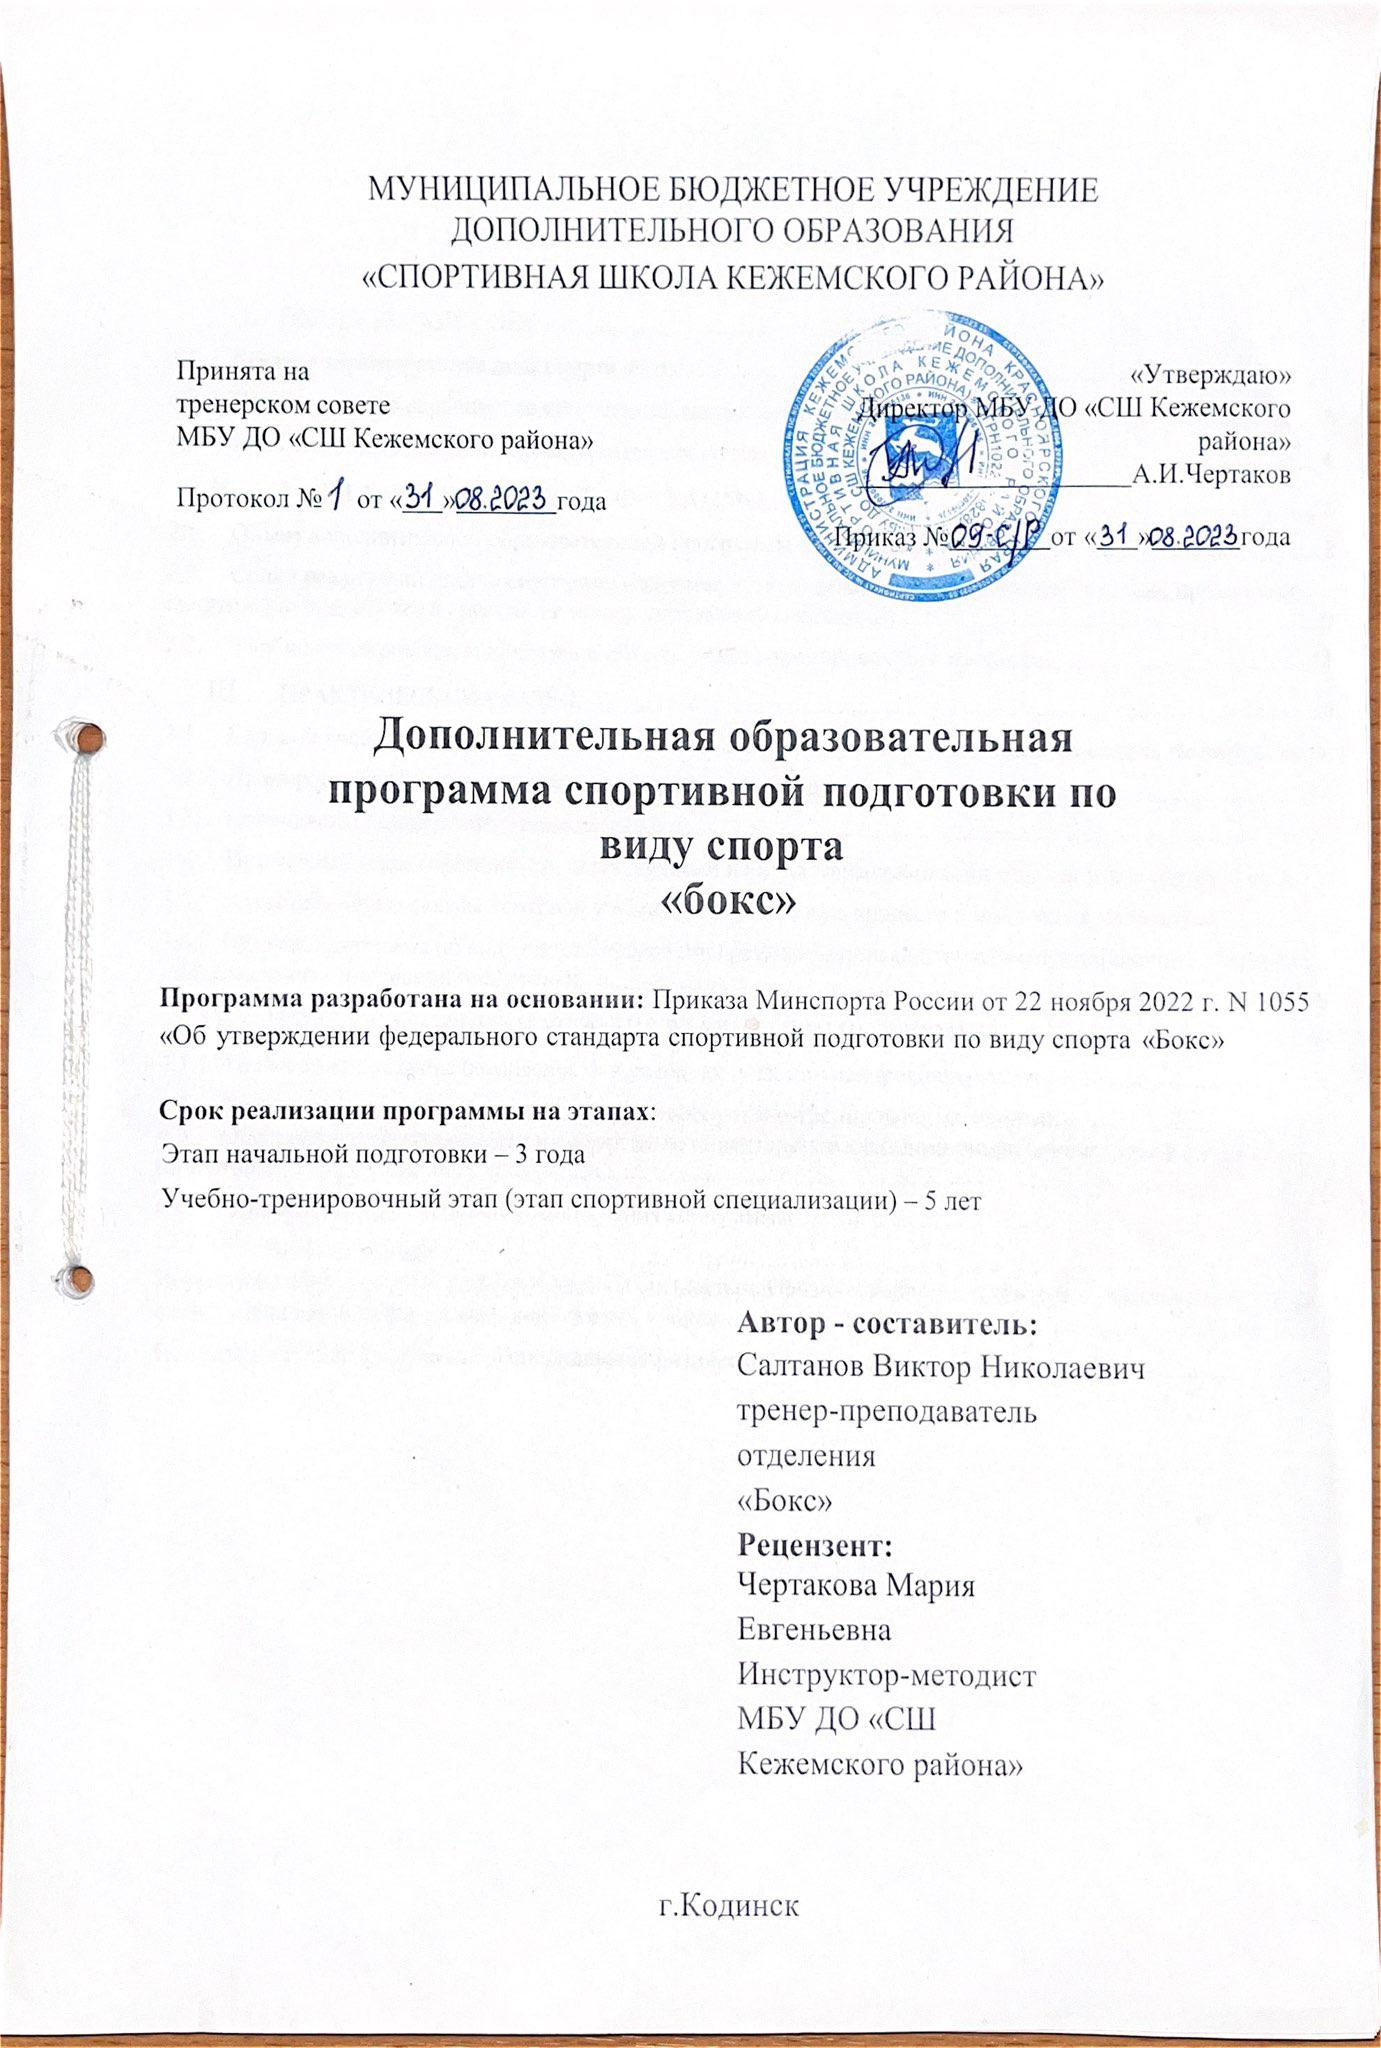 МУНИЦИПАЛЬНОЕ БЮДЖЕТНОЕ УЧРЕЖДЕНИЕ
ДОПОЛНИТЕЛЬНОГО ОБРАЗОВАНИЯ
«СПОРТИВНАЯ ШКОЛА КЕЖЕМСКОГО РАЙОНА»
Принята на
тренерском совете
МБУ ДО «СШ Кежемского района»
Протокол № 1 от «31»08.2023 года
«Утверждаю»
Директор МБУ ДО «СШ Кежемского
района»
А.И.Чертаков
Приказ №09-С/Р от «31»08.2023года
Дополнительная образовательная
программа спортивной подготовки по
виду спорта
«бокс»
Программа разработана на основании: Приказа Минспорта России от 22 ноября 2022 г. N 1055
«Об утверждении федерального стандарта спортивной подготовки по виду спорта «Бокс»
Срок реализации программы на этапах:
Этап начальной подготовки – 3 года
Учебно-тренировочный этап (этап спортивной специализации) – 5 лет
Автор - составитель:
Салтанов Виктор Николаевич
тренер-преподаватель
отделения
«Бокс»
Рецензент:
Чертакова Мария
Евгеньевна
Инструктор-методист
МБУ ДО «СШ
Кежемского района»
г.Кодинск